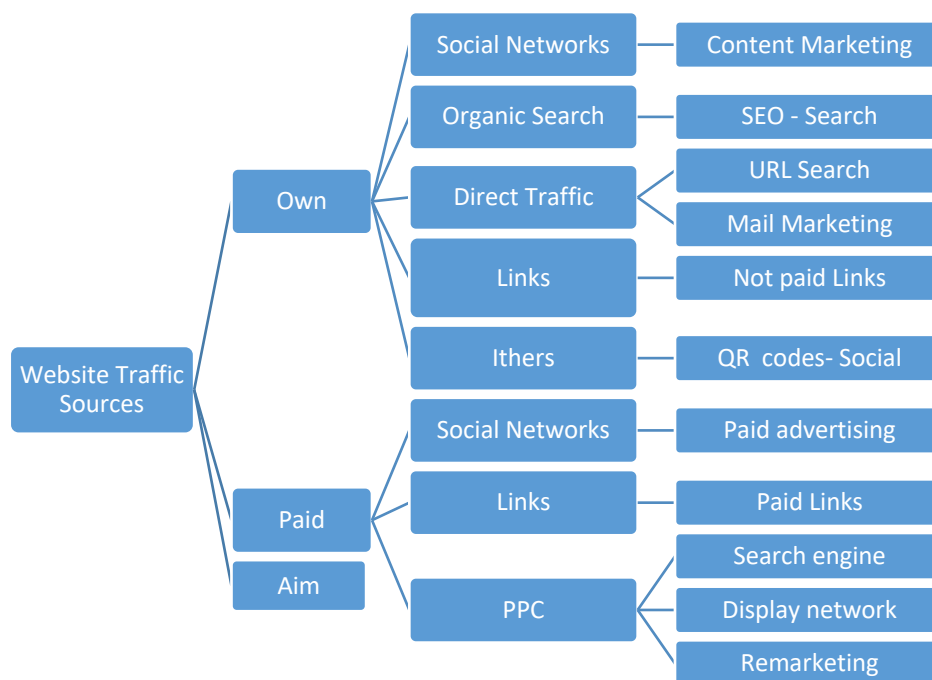 Website Traffic
Sources
Own
Social Networks
Content Marketing
Organic Search
SEO - Search
Direct Traffic
URL Search
Mail Marketing
Links
Not paid Links
Ithers
QR codes- Social
Paid
Social Networks
Paid advertising
Links
Paid Links
PPC
Search engine
Display network
Remarketing
Aim